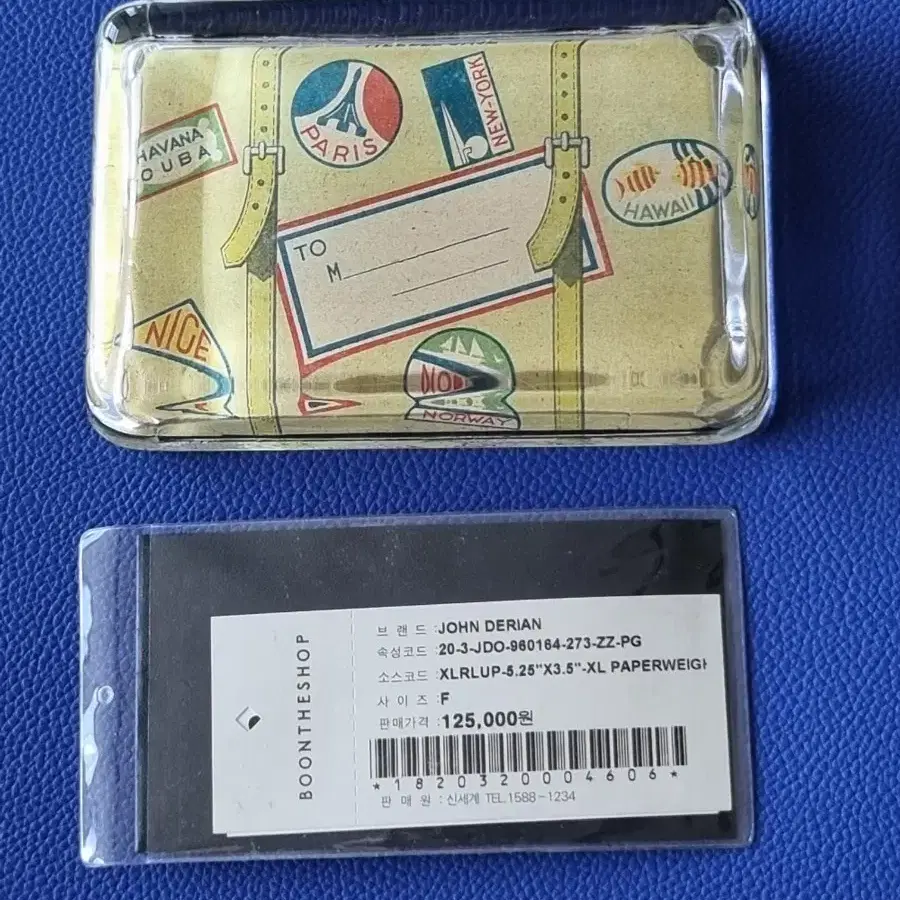 PARIS
NEW-YORK
HAVANA
CUBA
HAWAII
TO
M
NICE
NORWAY
BOONTHESHOP
브 랜 드 :JOHN DERIAN
속성코드 :20-3-JDO-960164-273-ZZ-PG
소스코드 :XLRLUP-5.25"X3.5"-XL PAPERWEIGH
사 이 즈 :F
판매가격 :125,000원
*1820320004606*
판 매 원 : 신세계 TEL.1588-1234